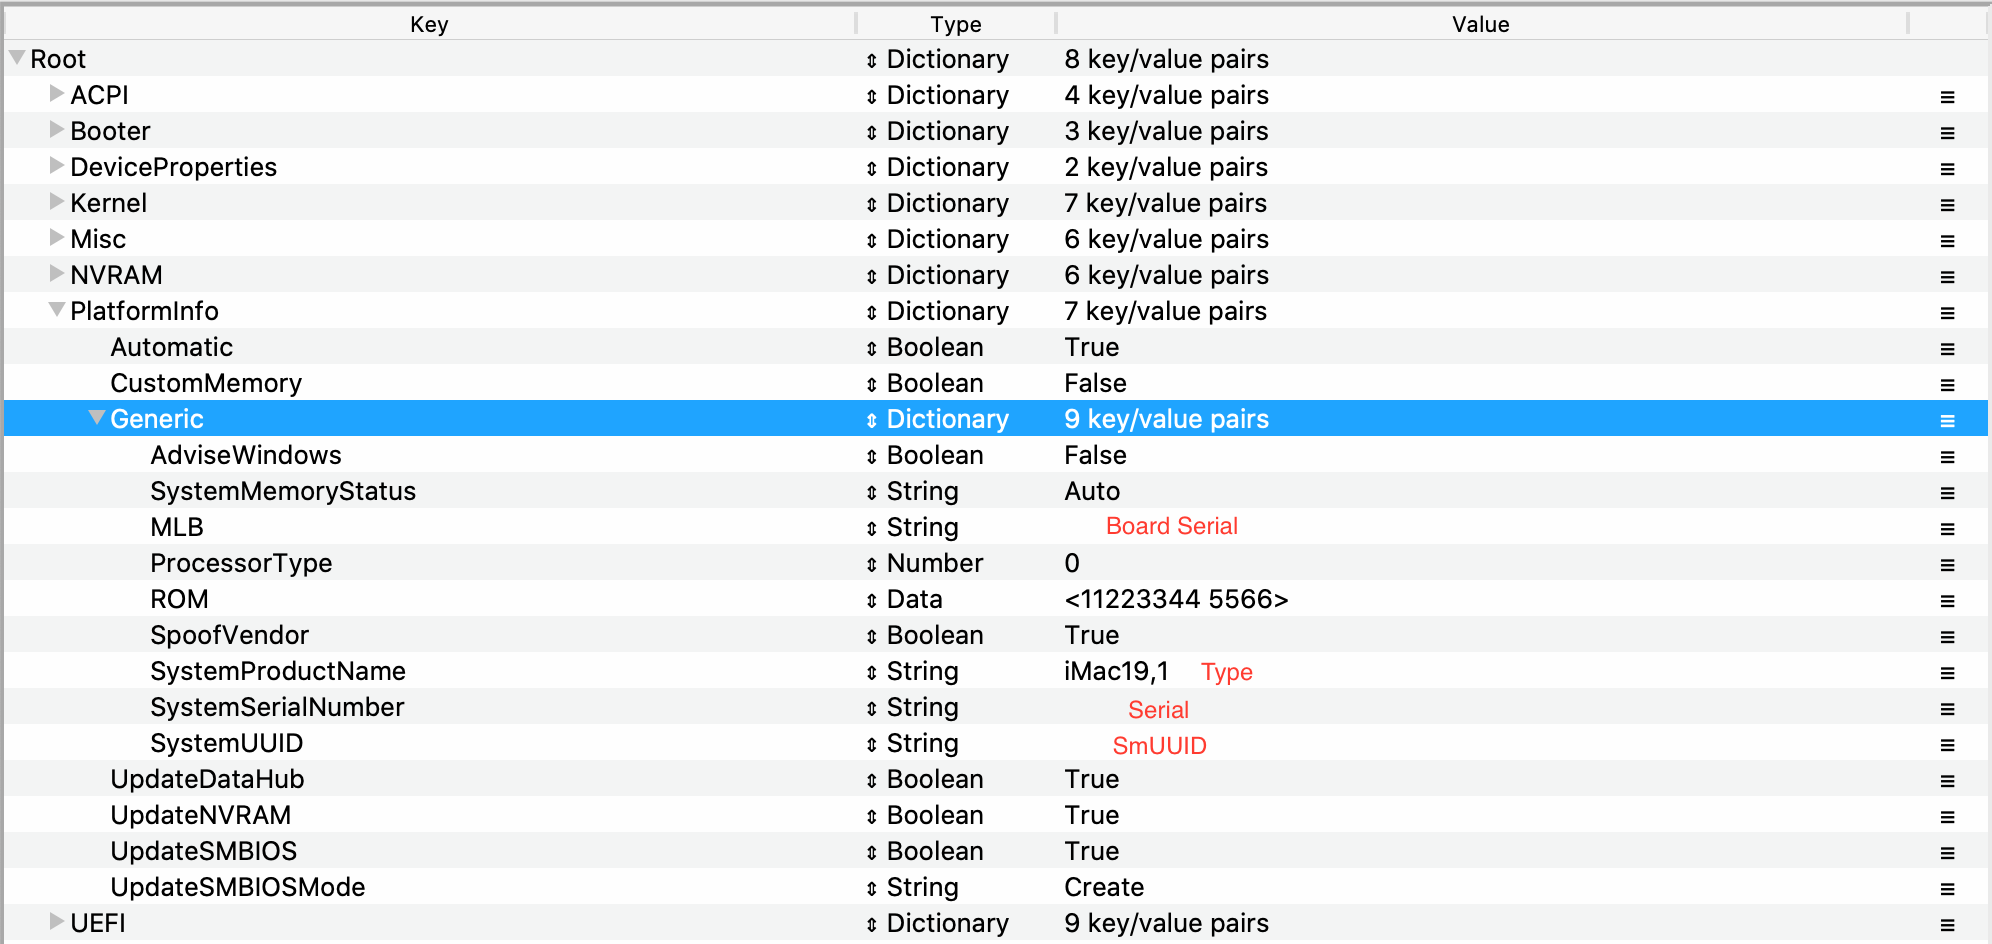 Key Type Value
Root Dictionary 8 key/value pairs
ACPI Dictionary 4 key/value pairs
Booter Dictionary 3 key/value pairs
DeviceProperties Dictionary 2 key/value pairs
Kernel Dictionary 7 key/value pairs
Misc Dictionary 6 key/value pairs
NVRAM Dictionary 6 key/value pairs
PlatformInfo Dictionary 7 key/value pairs
Automatic Boolean True
CustomMemory Boolean False
Generic Dictionary 9 key/value pairs
AdviseWindows Boolean False
SystemMemoryStatus String Auto
MLB String Board Serial
ProcessorType Number 0
ROM Data <11223344 5566>
SpoofVendor Boolean True
SystemProductName String iMac19,1 Type
SystemSerialNumber String Serial
SystemUUID String SmUUID
UpdateDataHub Boolean True
UpdateNVRAM Boolean True
UpdateSMBIOS Boolean True
UpdateSMBIOSMode String Create
UEFI Dictionary 9 key/value pairs